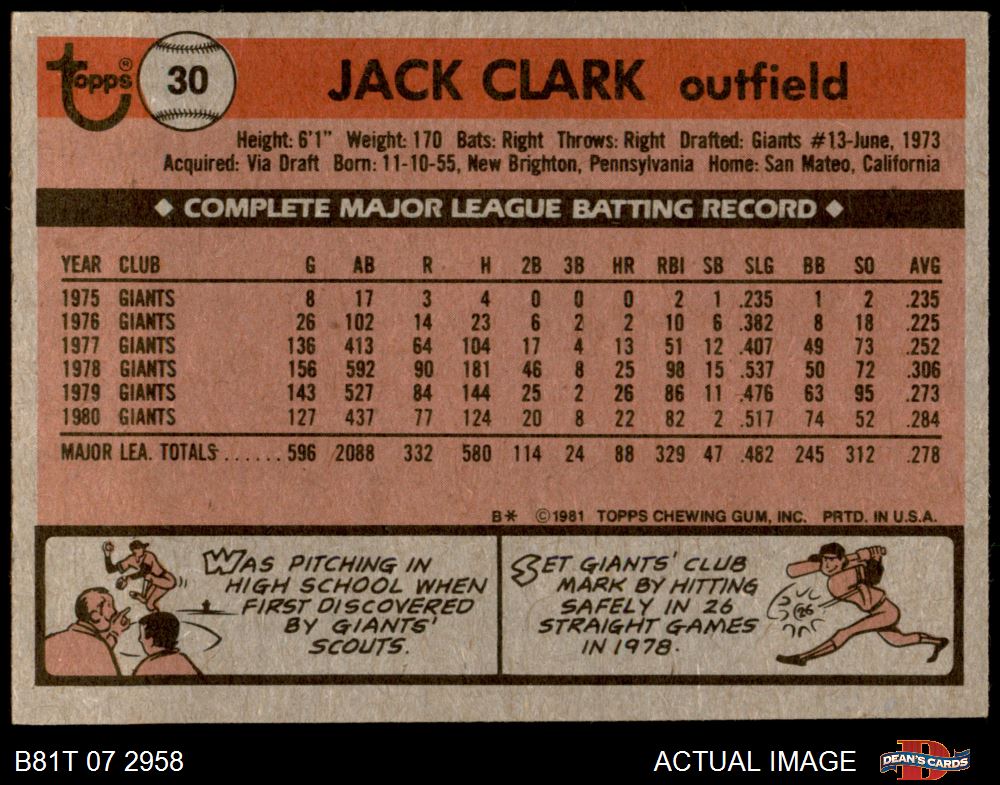 Topps® 30 JACK CLARK outfield
Height: 6'1" Weight: 170 Bats: Right Throws: Right Drafted: Giants #13-June, 1973
Acquired: Via Draft Born: 11-10-55, New Brighton, Pennsylvania Home: San Mateo, California
◆ COMPLETE MAJOR LEAGUE BATTING RECORD ◆
YEAR CLUB G AB R H 2B 3B HR RBI SB SLG BB SO AVG
1975 GIANTS 8 17 3 4 0 0 0 2 1 .235 1 2 .235
1976 GIANTS 26 102 14 23 6 2 2 10 6 .382 8 18 .225
1977 GIANTS 136 413 64 104 17 4 13 51 12 .407 49 73 .252
1978 GIANTS 156 592 90 181 46 8 25 98 15 .537 50 72 .306
1979 GIANTS 143 527 84 144 25 2 26 86 11 .476 63 95 .273
1980 GIANTS 127 437 77 124 20 8 22 82 2 .517 74 52 .284
MAJOR LEA. TOTALS......596 2088 332 580 114 24 88 329 47 .482 245 312 .278
B* ©1981 TOPPS CHEWING GUM, INC. PRTD. IN U.S.A.
WAS PITCHING IN
HIGH SCHOOL WHEN
FIRST DISCOVERED
BY GIANTS'
SCOUTS.
SET GIANTS' CLUB
MARK BY HITTING
SAFELY IN 26
STRAIGHT GAMES
IN 1978.
26
B81T 07 2958 ACTUAL IMAGE D DEAN'S CARDS